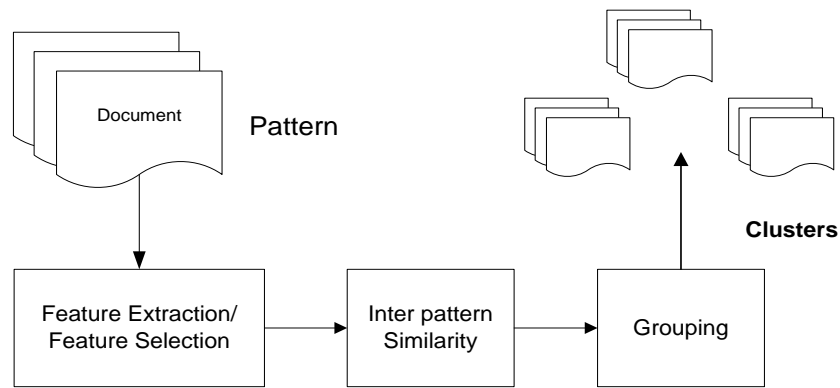 Document
Pattern
Clusters
Feature Extraction/
Feature Selection
Inter pattern
Similarity
Grouping